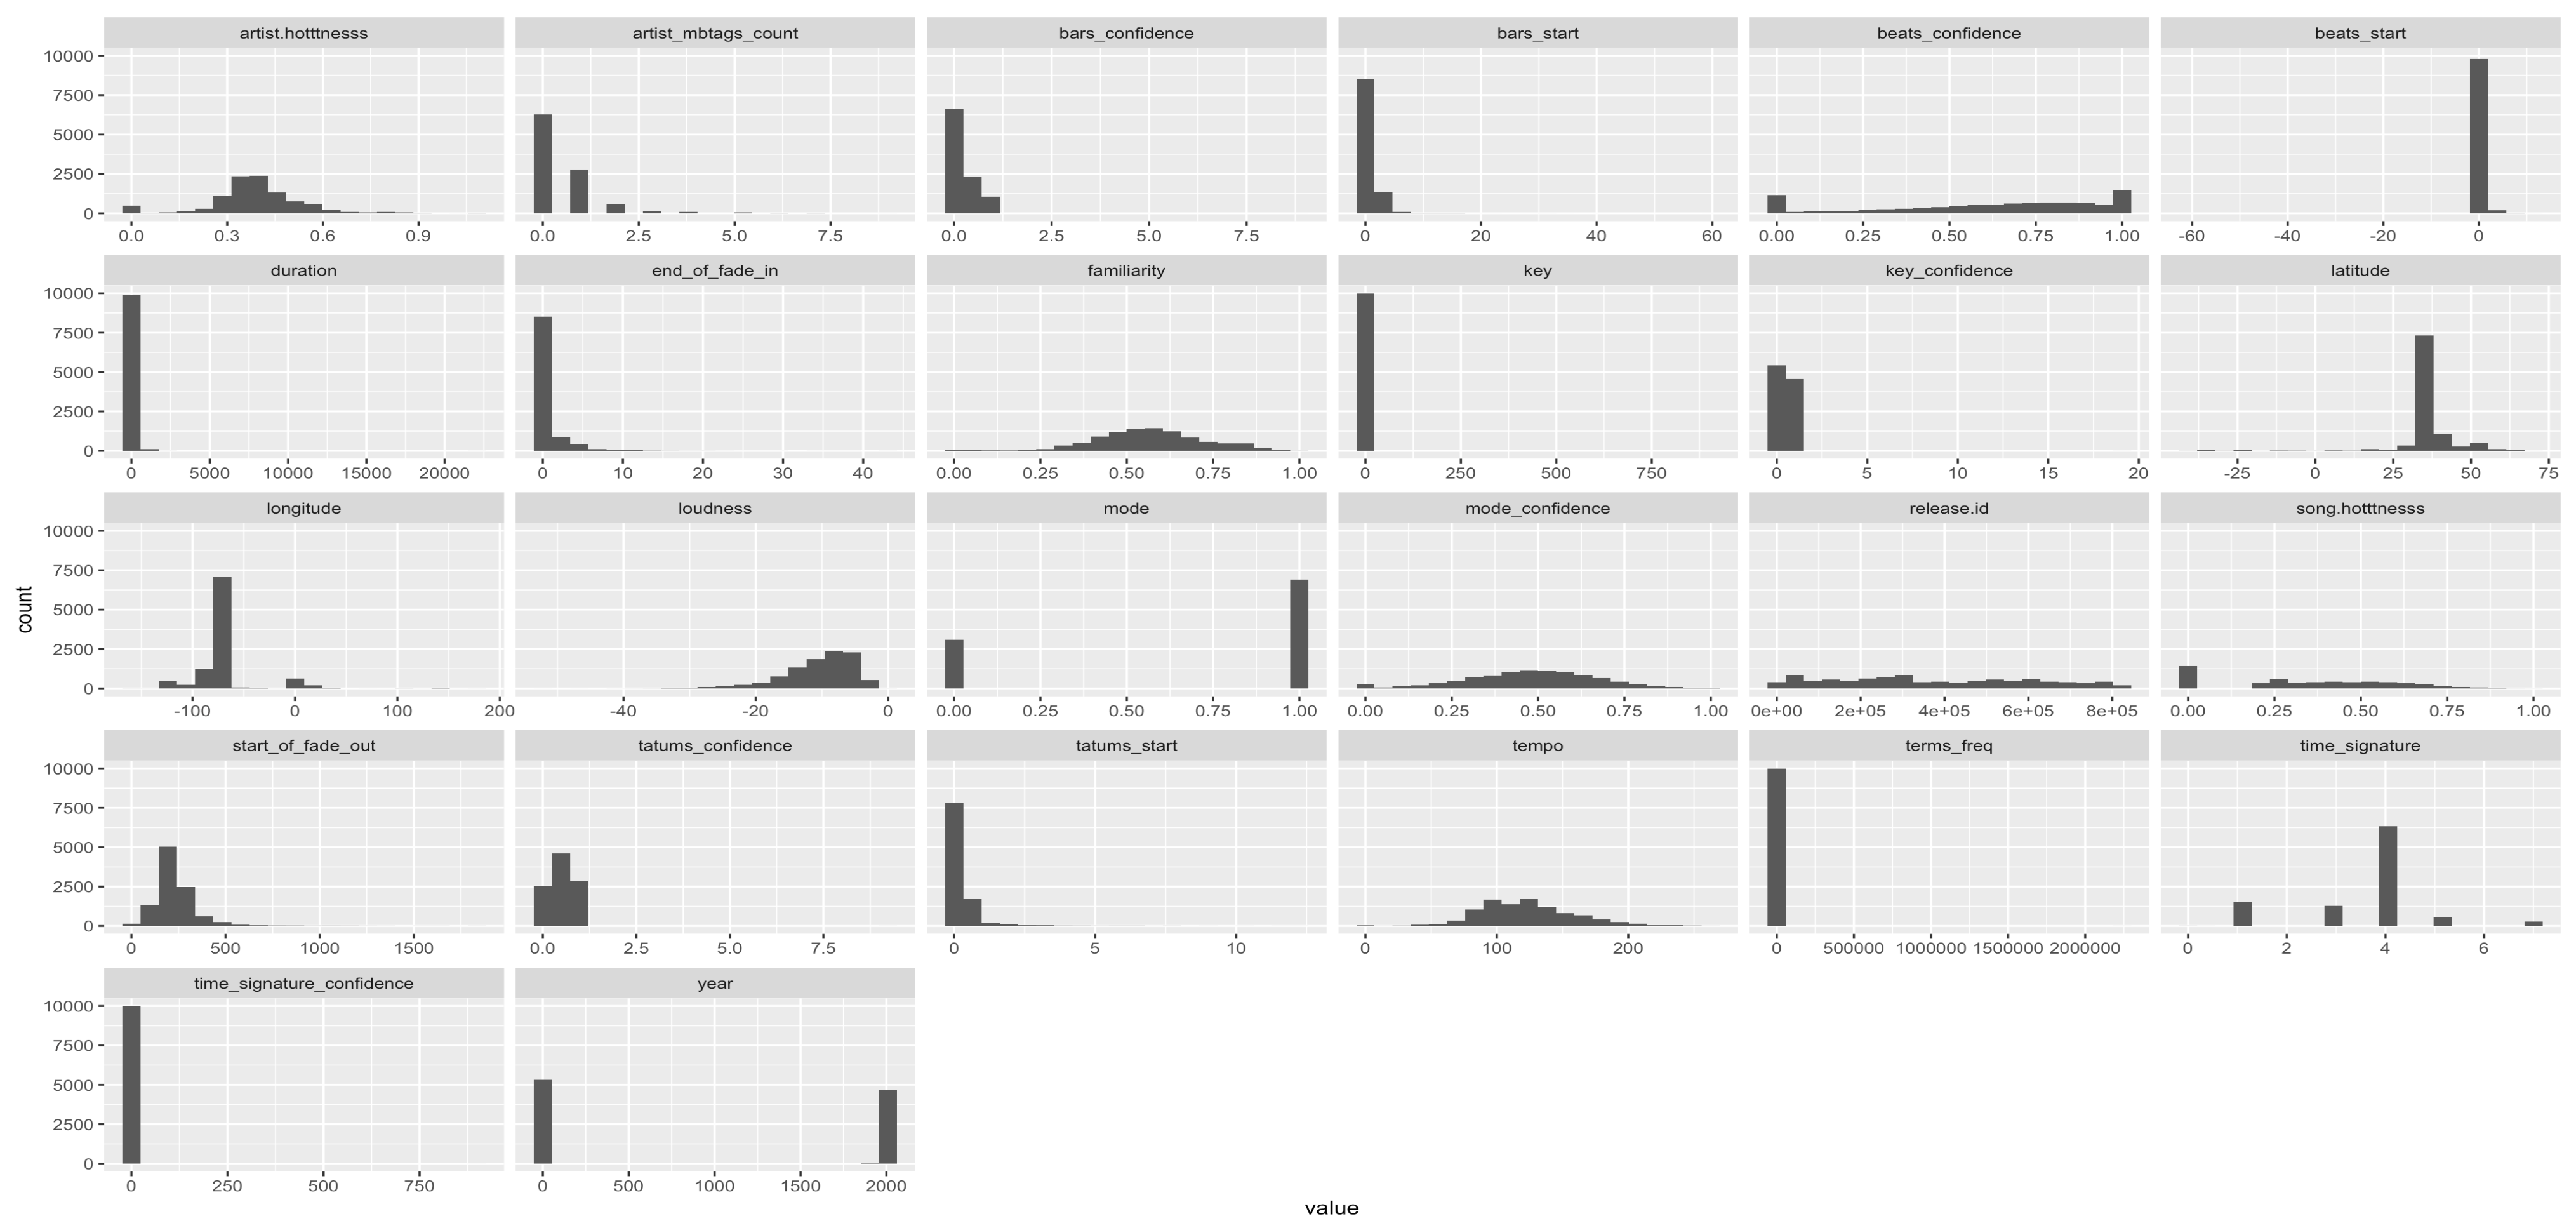 artist.hotttnesss artist_mbtags_count bars_confidence bars_start beats_confidence beats_start
10000
7500
5000
2500
0
0.0 0.3 0.6 0.9 0.0 2.5 5.0 7.5 0.0 2.5 5.0 7.5 0 20 40 60 0.00 0.25 0.50 0.75 1.00 -60 -40 -20 0
duration end_of_fade_in familiarity key key_confidence latitude
10000
7500
5000
2500
0
0 5000 10000 15000 20000 0 10 20 30 40 0.00 0.25 0.50 0.75 1.00 0 250 500 750 0 5 10 15 20 -25 0 25 50 75
longitude loudness mode mode_confidence release.id song.hotttnesss
10000
7500
5000
2500
0
-100 0 100 200 -40 -20 0 0.00 0.25 0.50 0.75 1.00 0.00 0.25 0.50 0.75 1.00 0e+00 2e+05 4e+05 6e+05 8e+05 0.00 0.25 0.50 0.75 1.00
count
start_of_fade_out tatums_confidence tatums_start tempo terms_freq time_signature
10000
7500
5000
2500
0
0 500 1000 1500 0.0 2.5 5.0 7.5 0 5 10 0 100 200 0 500000 1000000 1500000 2000000 0 2 4 6
time_signature_confidence year
10000
7500
5000
2500
0
0 250 500 750 0 500 1000 1500 2000
value